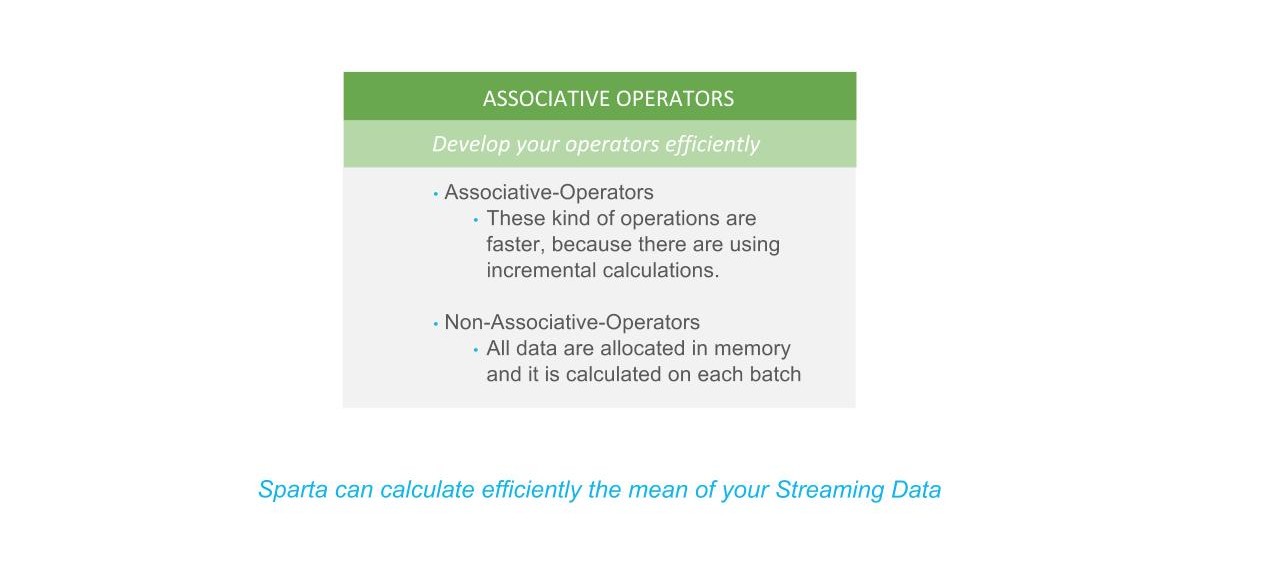 ASSOCIATIVE OPERATORS
Develop your operators efficiently
• Associative-Operators
• These kind of operations are
faster, because there are using
incremental calculations.
• Non-Associative-Operators
• All data are allocated in memory
and it is calculated on each batch
Sparta can calculate efficiently the mean of your Streaming Data